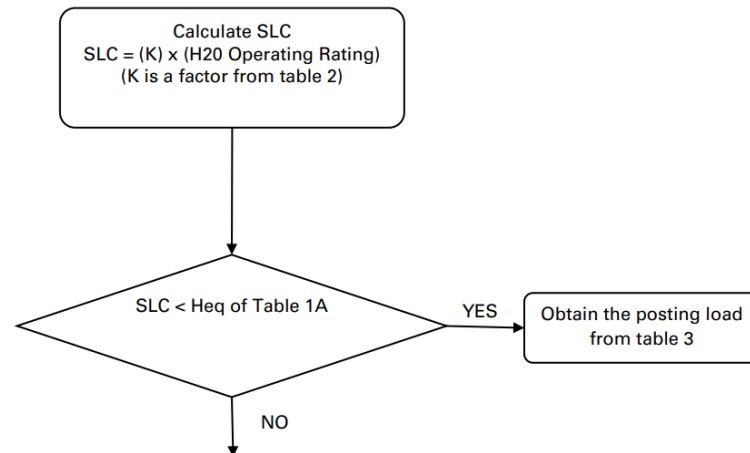 Calculate SLC
SLC = (K) x (H20 Operating Rating)
(K is a factor from table 2)
SLC < Heq of Table 1A
YES
Obtain the posting load
from table 3
NO